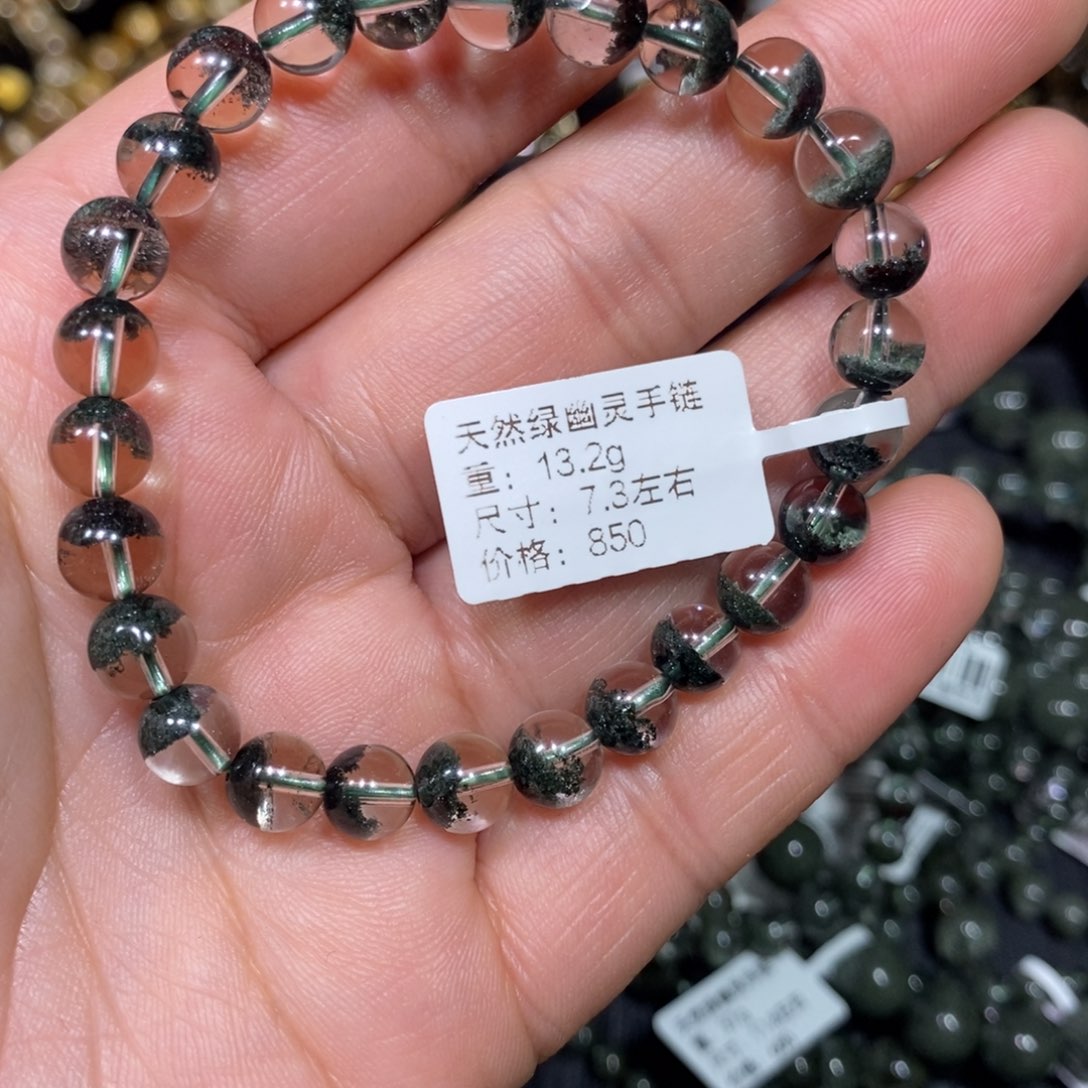 天然绿幽灵手链
重：13.2g
尺寸：7.3左右
价格：850